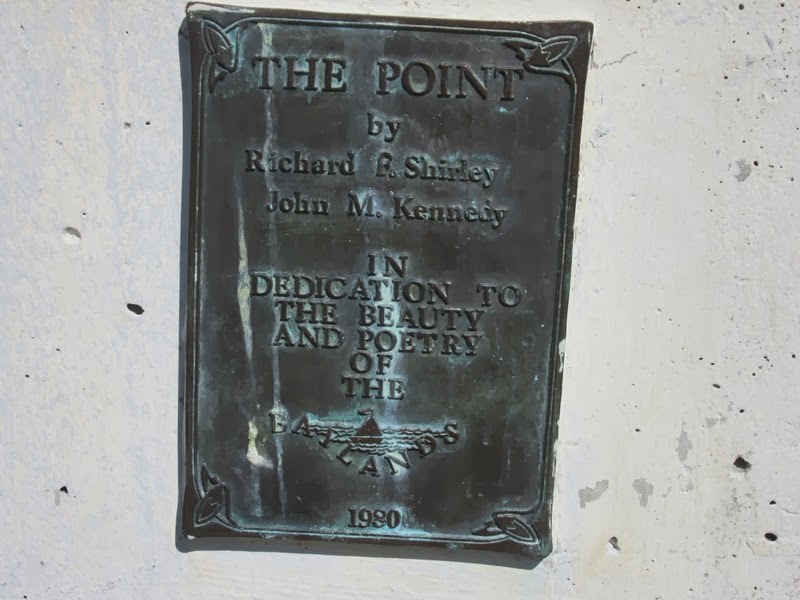 THE POINT
by
Richard F. Shirley
John M. Kennedy
IN
DEDICATION TO
THE BEAUTY
AND POETRY
OF
THE
BAYLANDS
1980